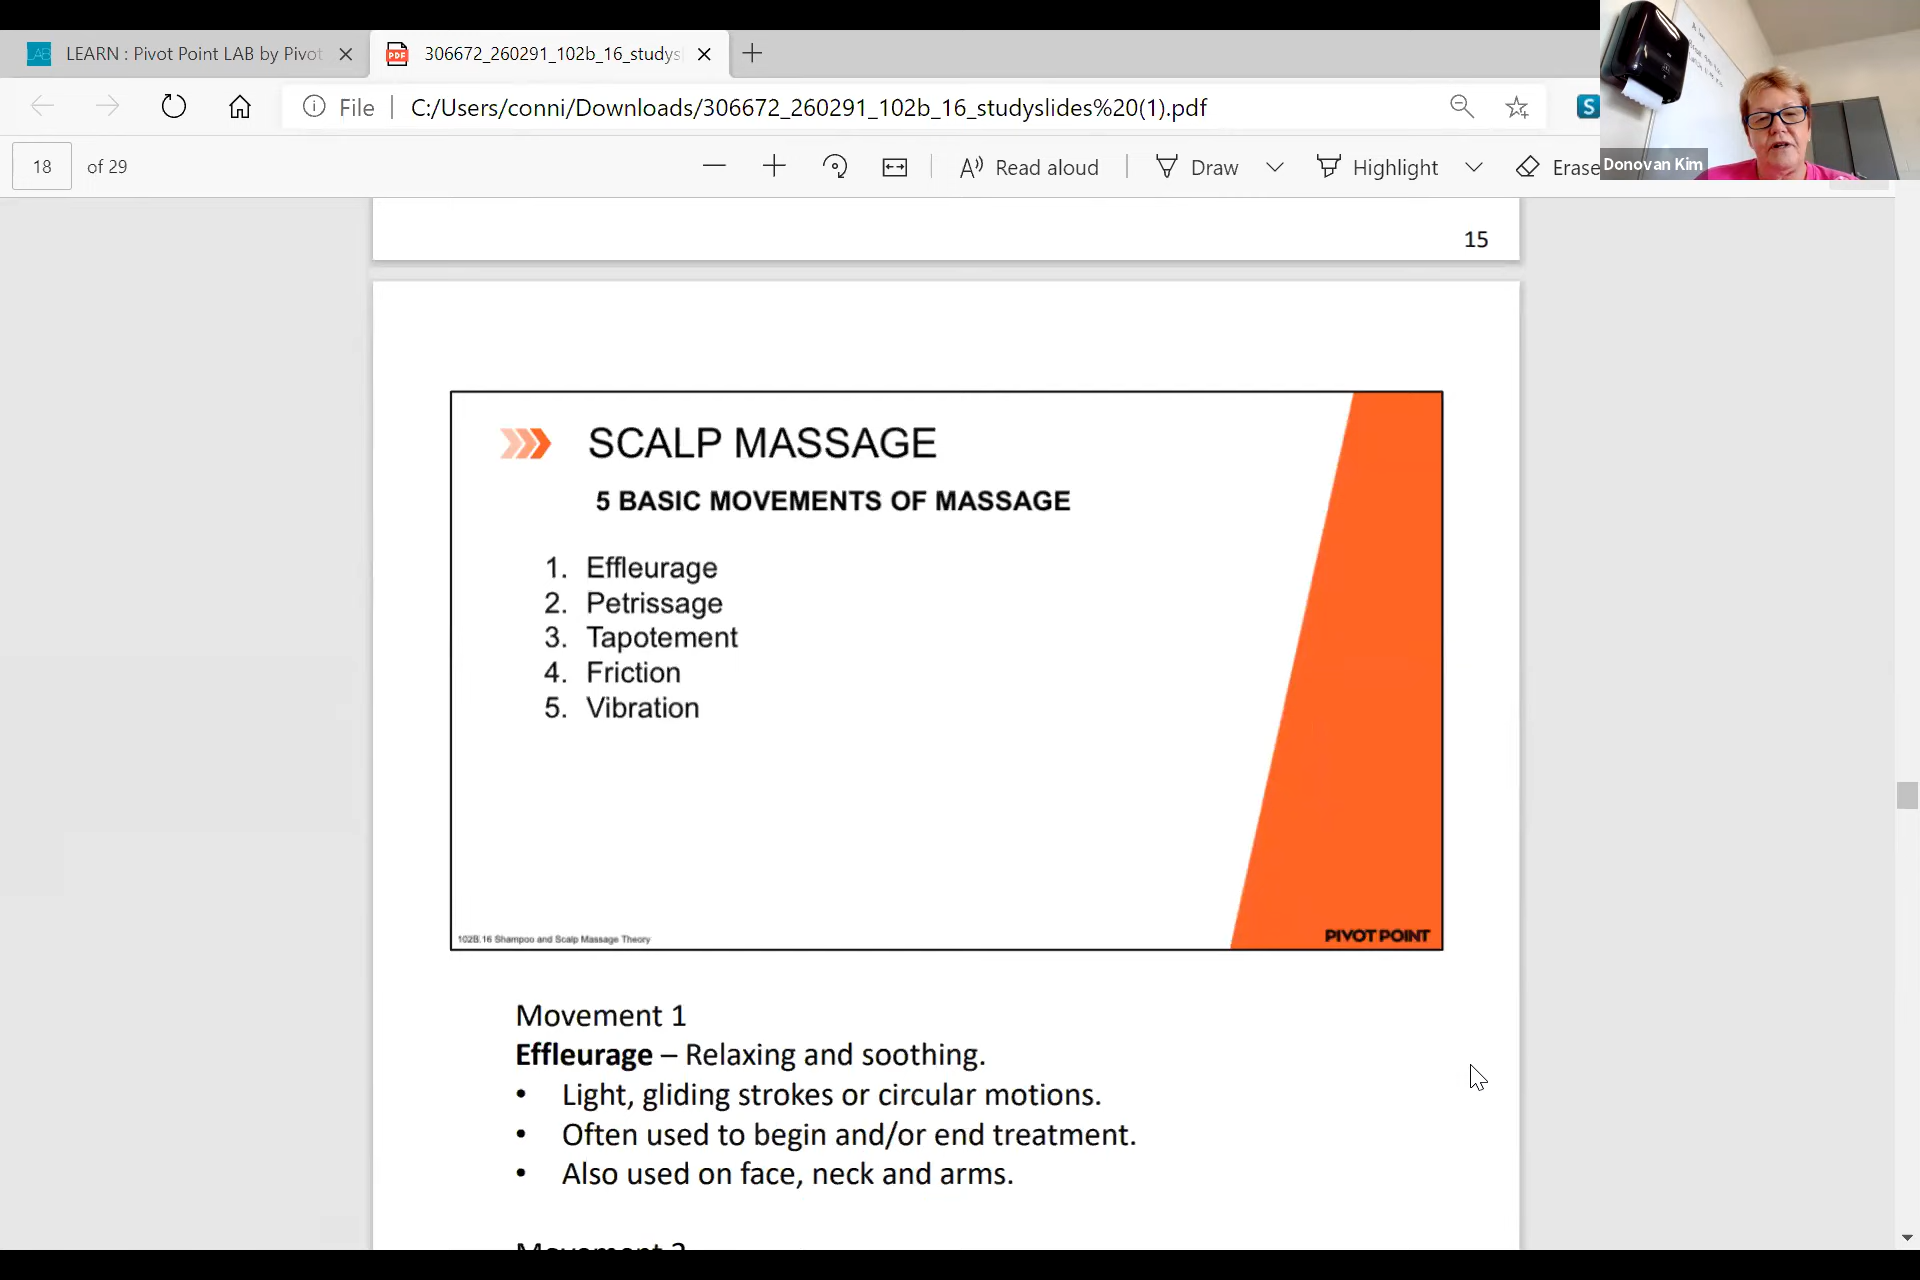 LEARN : Pivot Point LAB by Pivot
306672_260291_102b_16_studys
File
C:/Users/conni/Downloads/306672_260291_102b_16_studyslides%20(1).pdf
18 of 29
Read aloud
Draw
Highlight
Erase
Donovan Kim
15
SCALP MASSAGE
5 BASIC MOVEMENTS OF MASSAGE
1. Effleurage
2. Petrissage
3. Tapotement
4. Friction
5. Vibration
102B.16 Shampoo and Scalp Massage Theory
PIVOT POINT
Movement 1
Effleurage – Relaxing and soothing.
• Light, gliding strokes or circular motions.
• Often used to begin and/or end treatment.
• Also used on face, neck and arms.